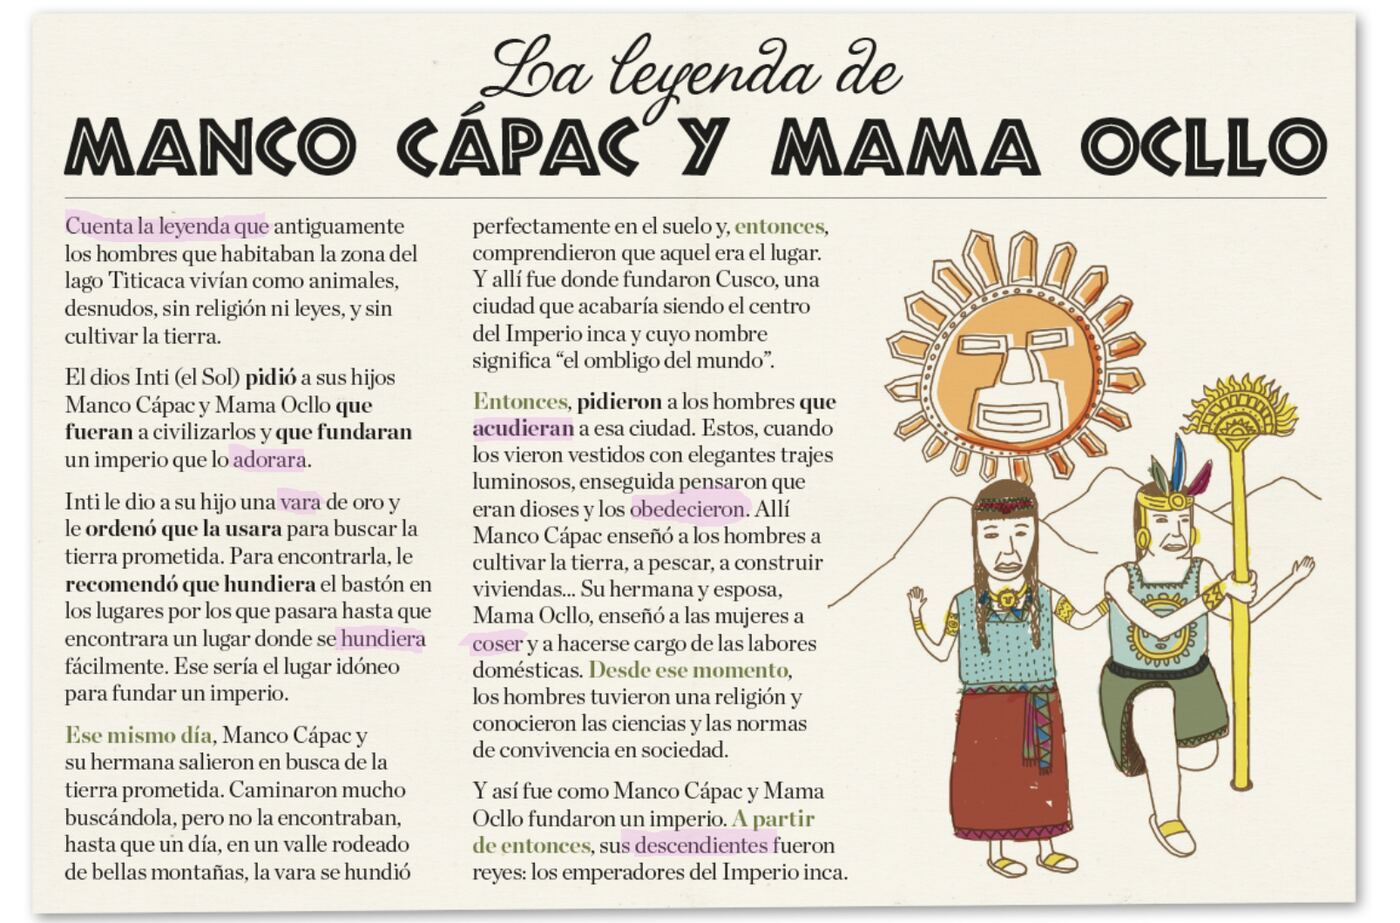 La leyenda de
MANCO CÁPAC Y MAMA OCLLO
Cuenta la leyenda que antiguamente
los hombres que habitaban la zona del
lago Titicaca vivían como animales,
desnudos, sin religión ni leyes, y sin
cultivar la tierra.
El dios Inti (el Sol) pidió a sus hijos
Manco Cápac y Mama Ocllo que
fueran a civilizarlos y que fundaran
un imperio que lo adorara.
Inti le dio a su hijo una vara de oro y
le ordenó que la usara para buscar la
tierra prometida. Para encontrarla, le
recomendó que hundiera el bastón en
los lugares por los que pasara hasta que
encontrara un lugar donde se hundiera
fácilmente. Ese sería el lugar idóneo
para fundar un imperio.
Ese mismo día, Manco Cápac y
su hermana salieron en busca de la
tierra prometida. Caminaron mucho
buscándola, pero no la encontraban,
hasta que un día, en un valle rodeado
de bellas montañas, la vara se hundió
perfectamente en el suelo y, entonces,
comprendieron que aquel era el lugar.
Y allí fue donde fundaron Cusco, una
ciudad que acabaría siendo el centro
del Imperio inca y cuyo nombre
significa “el ombligo del mundo”.
Entonces, pidieron a los hombres que
acudieran a esa ciudad. Estos, cuando
los vieron vestidos con elegantes trajes
luminosos, enseguida pensaron que
eran dioses y los obedecieron. Allí
Manco Cápac enseñó a los hombres a
cultivar la tierra, a pescar, a construir
viviendas... Su hermana y esposa,
Mama Ocllo, enseñó a las mujeres a
coser y a hacerse cargo de las labores
domésticas. Desde ese momento,
los hombres tuvieron una religión y
conocieron las ciencias y las normas
de convivencia en sociedad.
Y así fue como Manco Cápac y Mama
Ocllo fundaron un imperio. A partir
de entonces, sus descendientes fueron
reyes: los emperadores del Imperio inca.